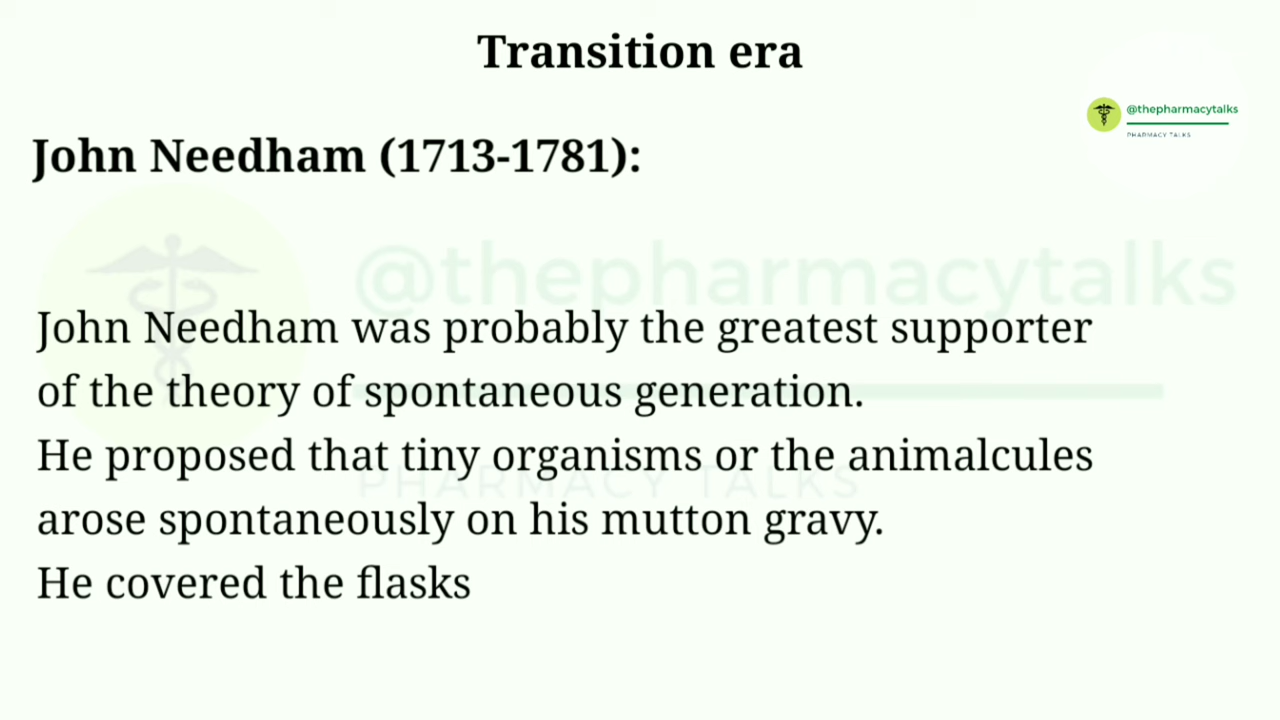 Transition era
@thepharmacytalks
PHARMACY TALKS
John Needham (1713-1781):
@thepharmacytalks
John Needham was probably the greatest supporter
of the theory of spontaneous generation.
He proposed that tiny organisms or the animalcules
PHARMACY TALKS
arose spontaneously on his mutton gravy.
He covered the flasks